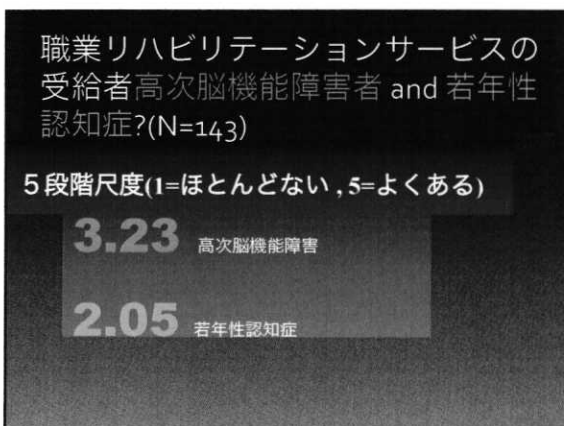 職業リハビリテーションサービスの
受給者高次脳機能障害者 and 若年性
認知症?(N=143)
5段階尺度(1=ほとんどない , 5=よくある)
3.23 高次脳機能障害
2.05 若年性認知症